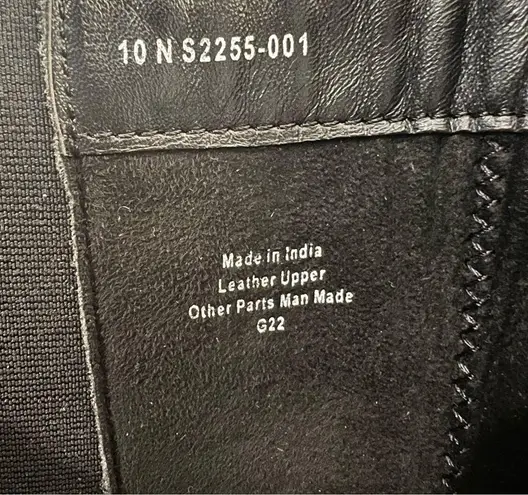 10 N S2255-001
Made in India
Leather Upper
Other Parts Man Made
G22